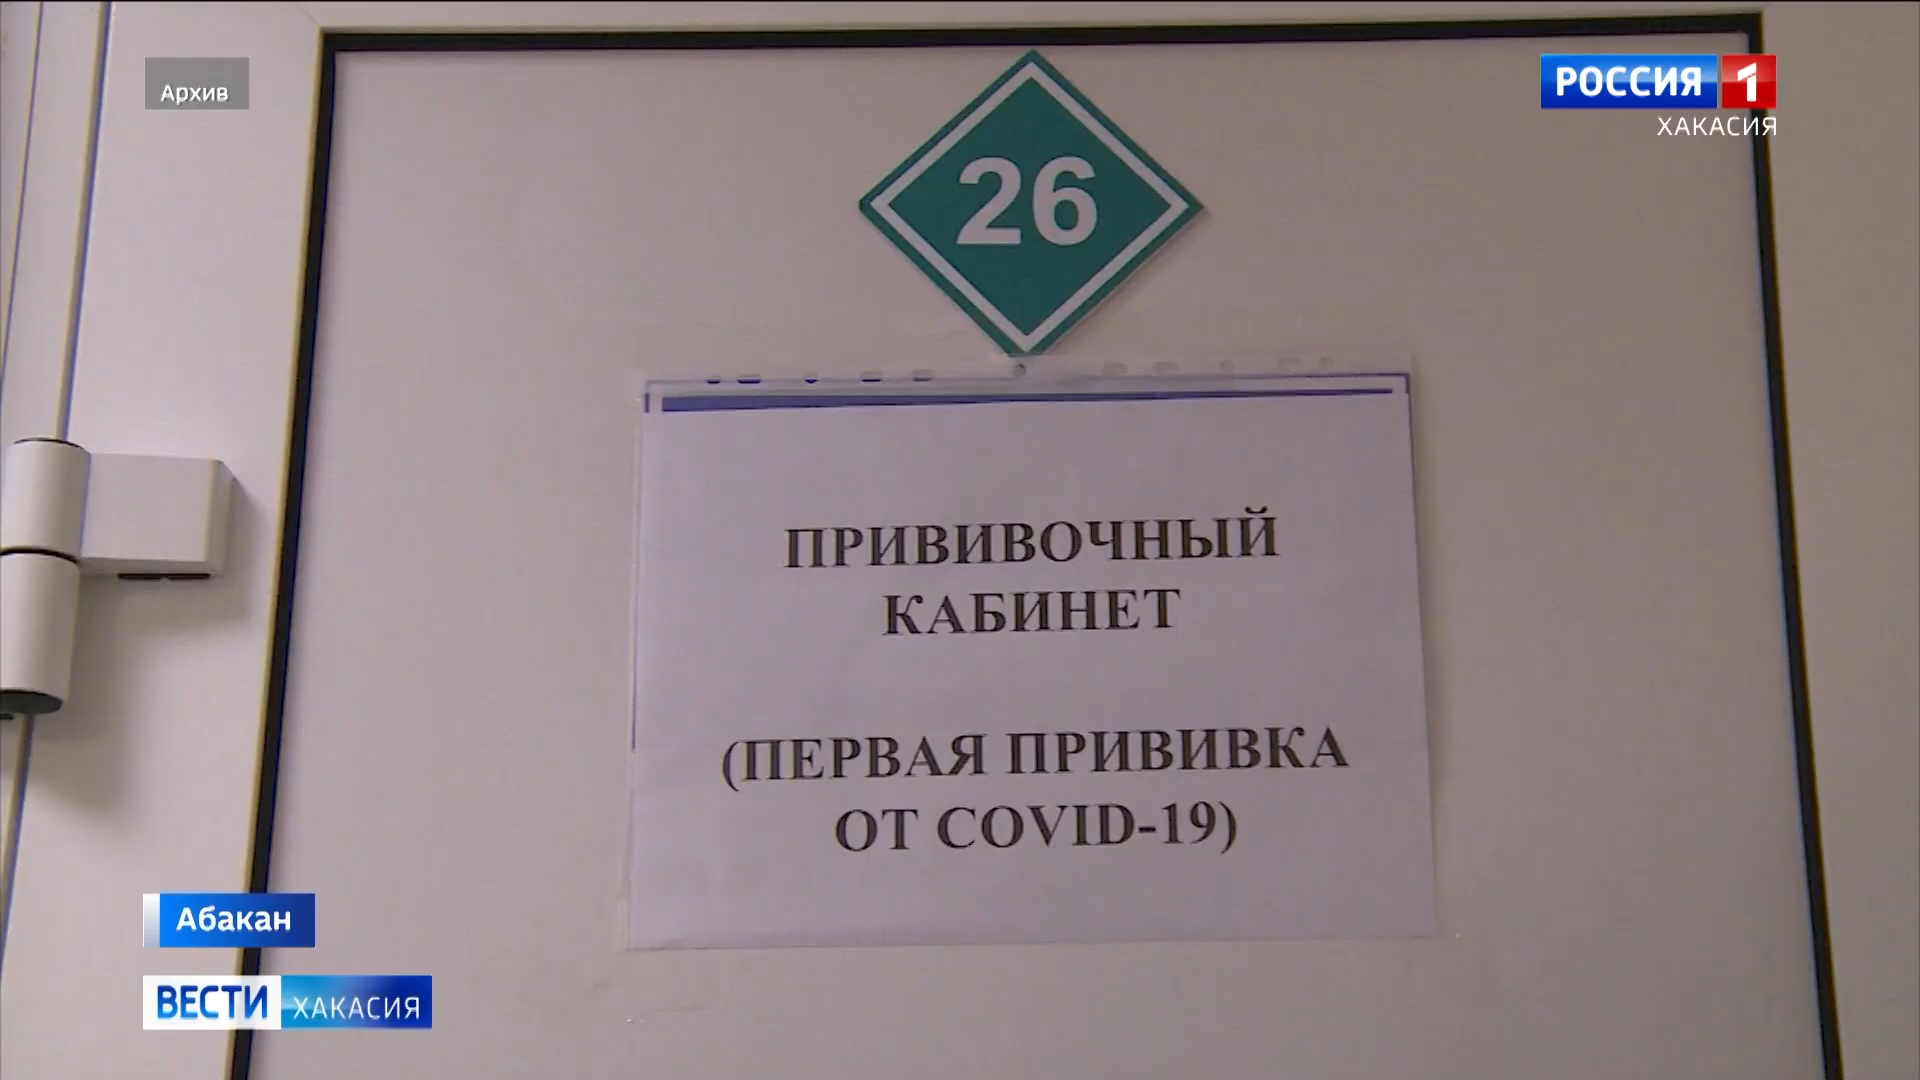 Архив
РОССИЯ 1
ХАКАСИЯ
26
ПРИВИВОЧНЫЙ
КАБИНЕТ
(ПЕРВАЯ ПРИВИВКА
ОТ COVID-19)
Абакан
ВЕСТИ ХАКАСИЯ